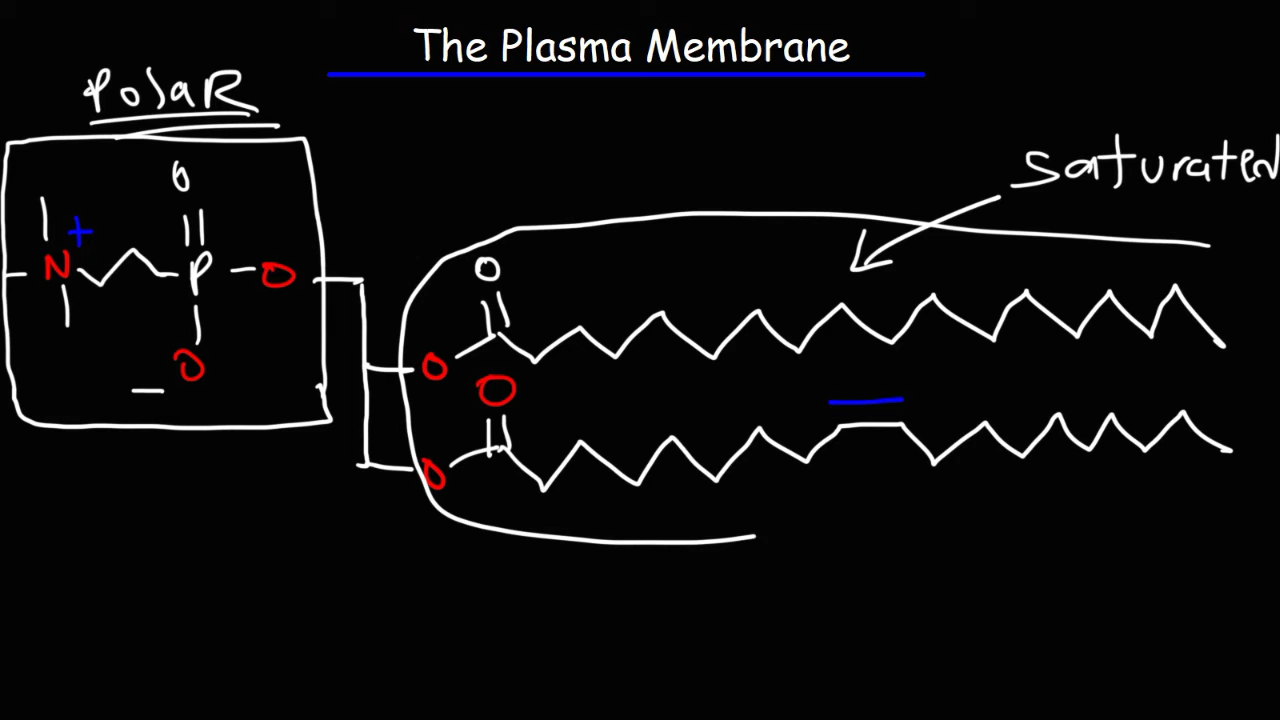 The Plasma Membrane
Polar
saturated
O
+
N P O
O
−
O
O
O
O